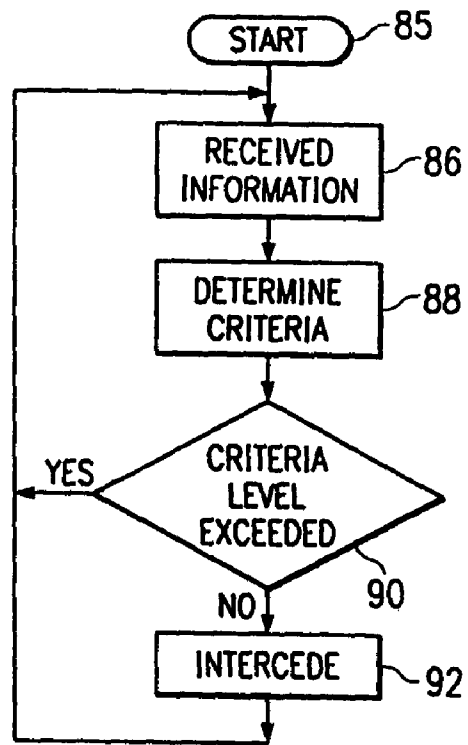 START
85
RECEIVED
INFORMATION
86
DETERMINE
CRITERIA
88
CRITERIA
LEVEL
EXCEEDED
YES
90
NO
INTERCEDE
92